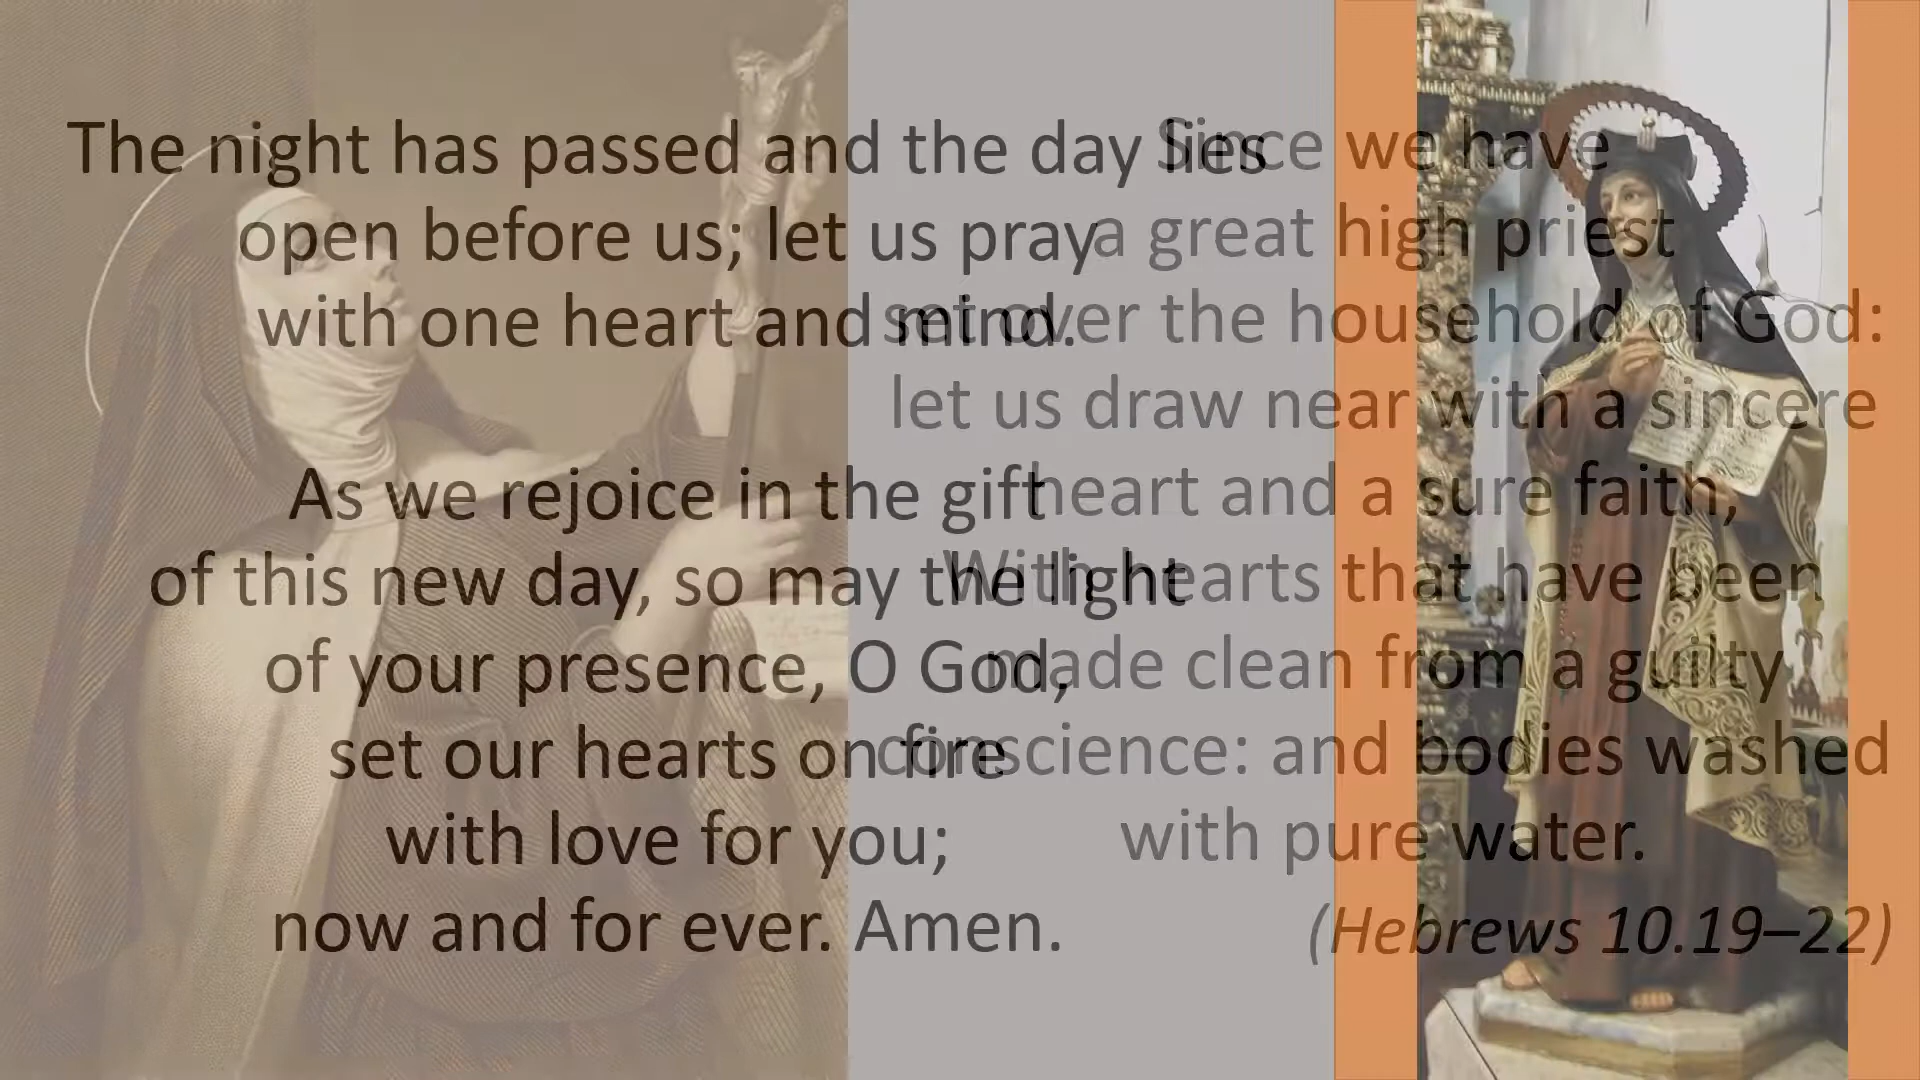 The night has passed and the day lies
open before us; let us pray
with one heart and mind.
As we rejoice in the gift
of this new day, so may the light
of your presence, O God,
set our hearts on fire
with love for you;
now and for ever. Amen.
Since we have
a great high priest
set over the household of God:
let us draw near with a sincere
heart and a sure faith,
With hearts that have been
made clean from a guilty
conscience: and bodies washed
with pure water.
(Hebrews 10.19–22)